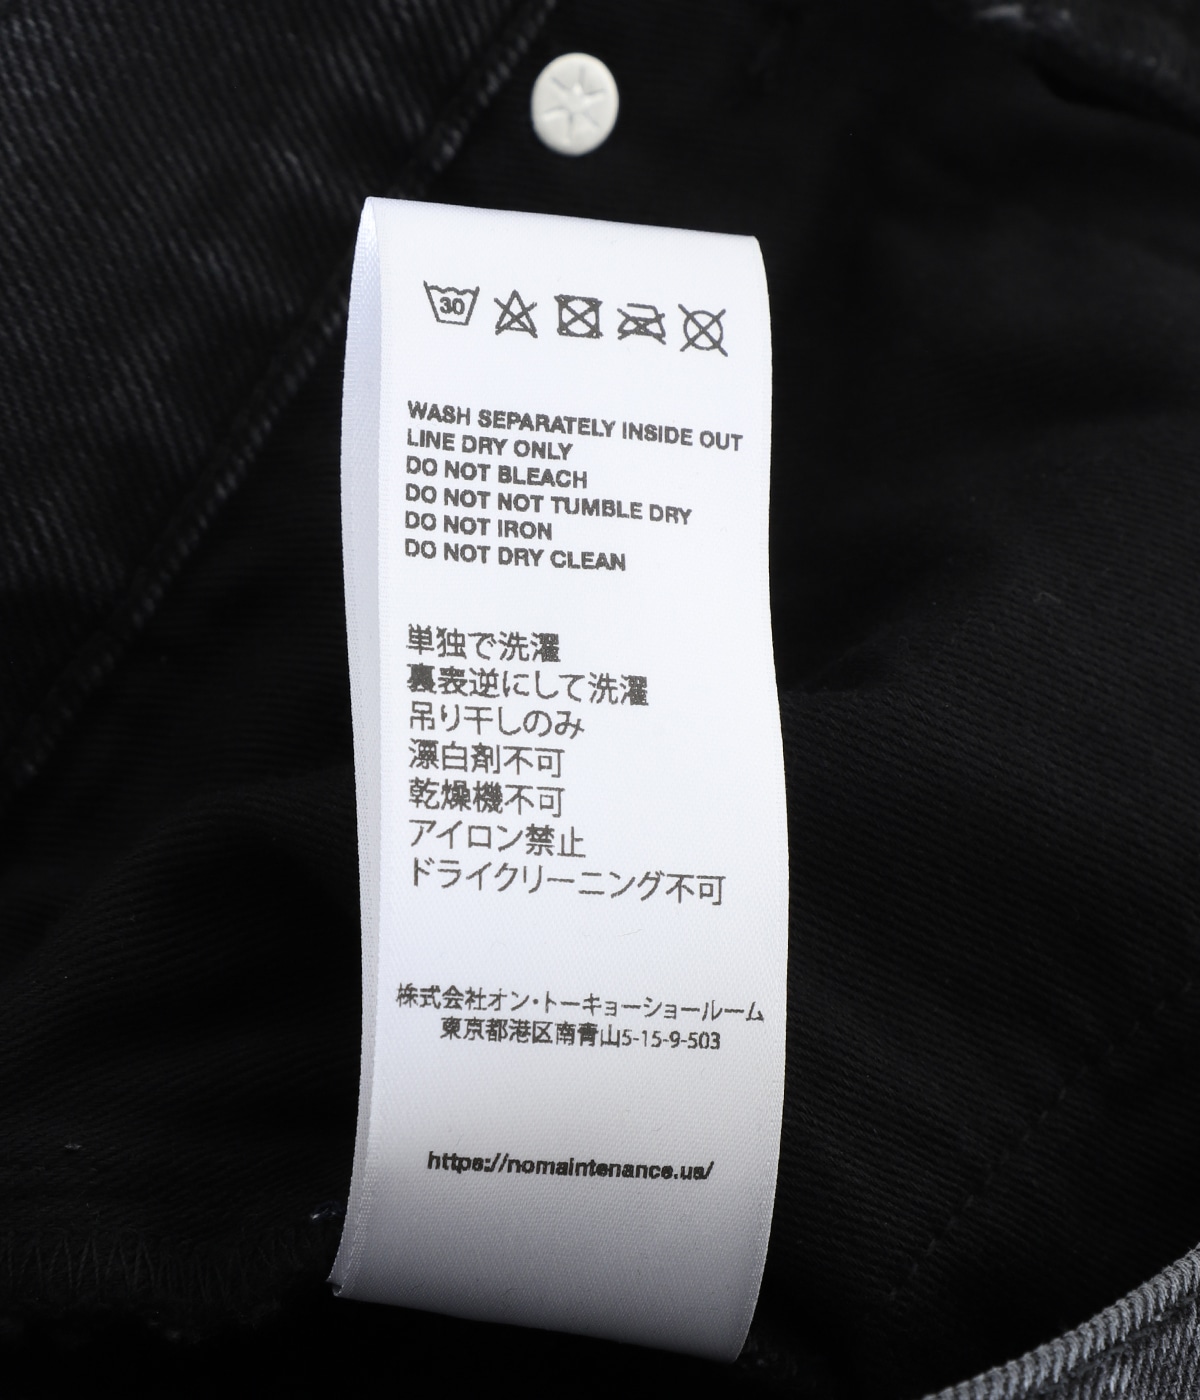 30
WASH SEPARATELY INSIDE OUT
LINE DRY ONLY
DO NOT BLEACH
DO NOT NOT TUMBLE DRY
DO NOT IRON
DO NOT DRY CLEAN
単独で洗濯
裏表逆にして洗濯
吊り干しのみ
漂白剤不可
乾燥機不可
アイロン禁止
ドライクリーニング不可
株式会社オン・トーキョーショールーム
東京都港区南青山5-15-9-503
https://nomaintenance.us/